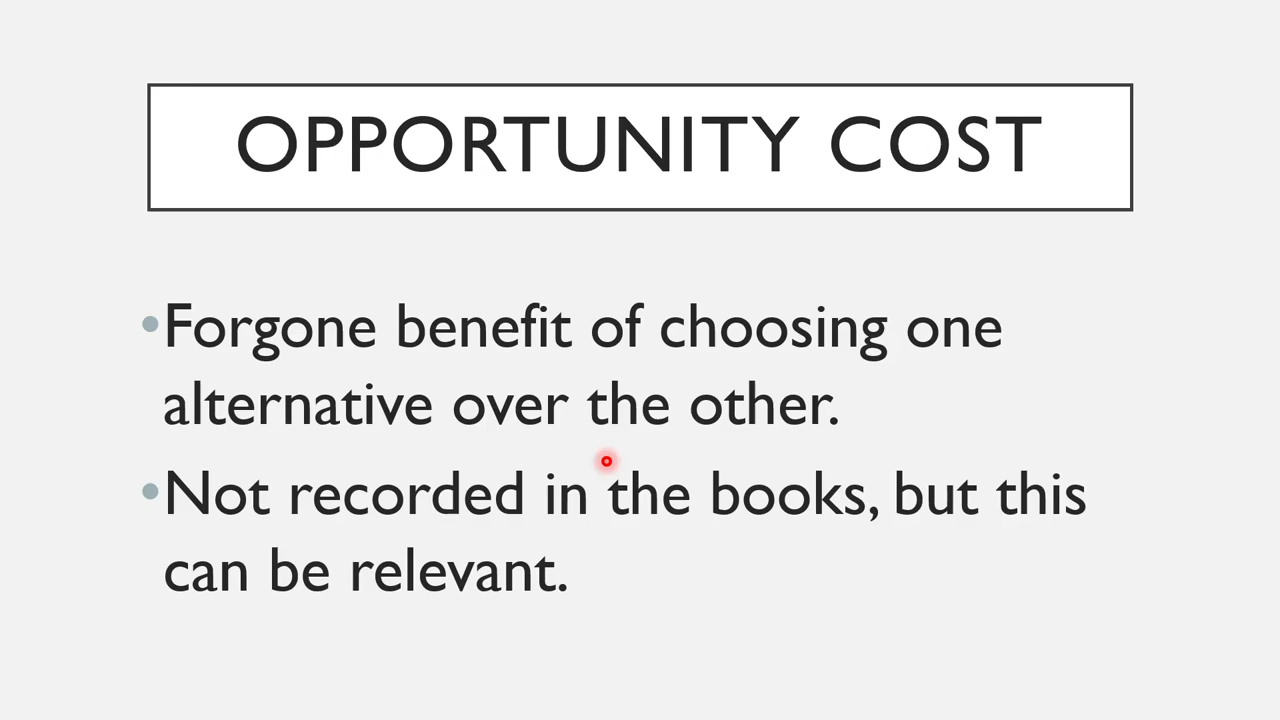 OPPORTUNITY COST
•Forgone benefit of choosing one
alternative over the other.
•Not recorded in the books, but this
can be relevant.